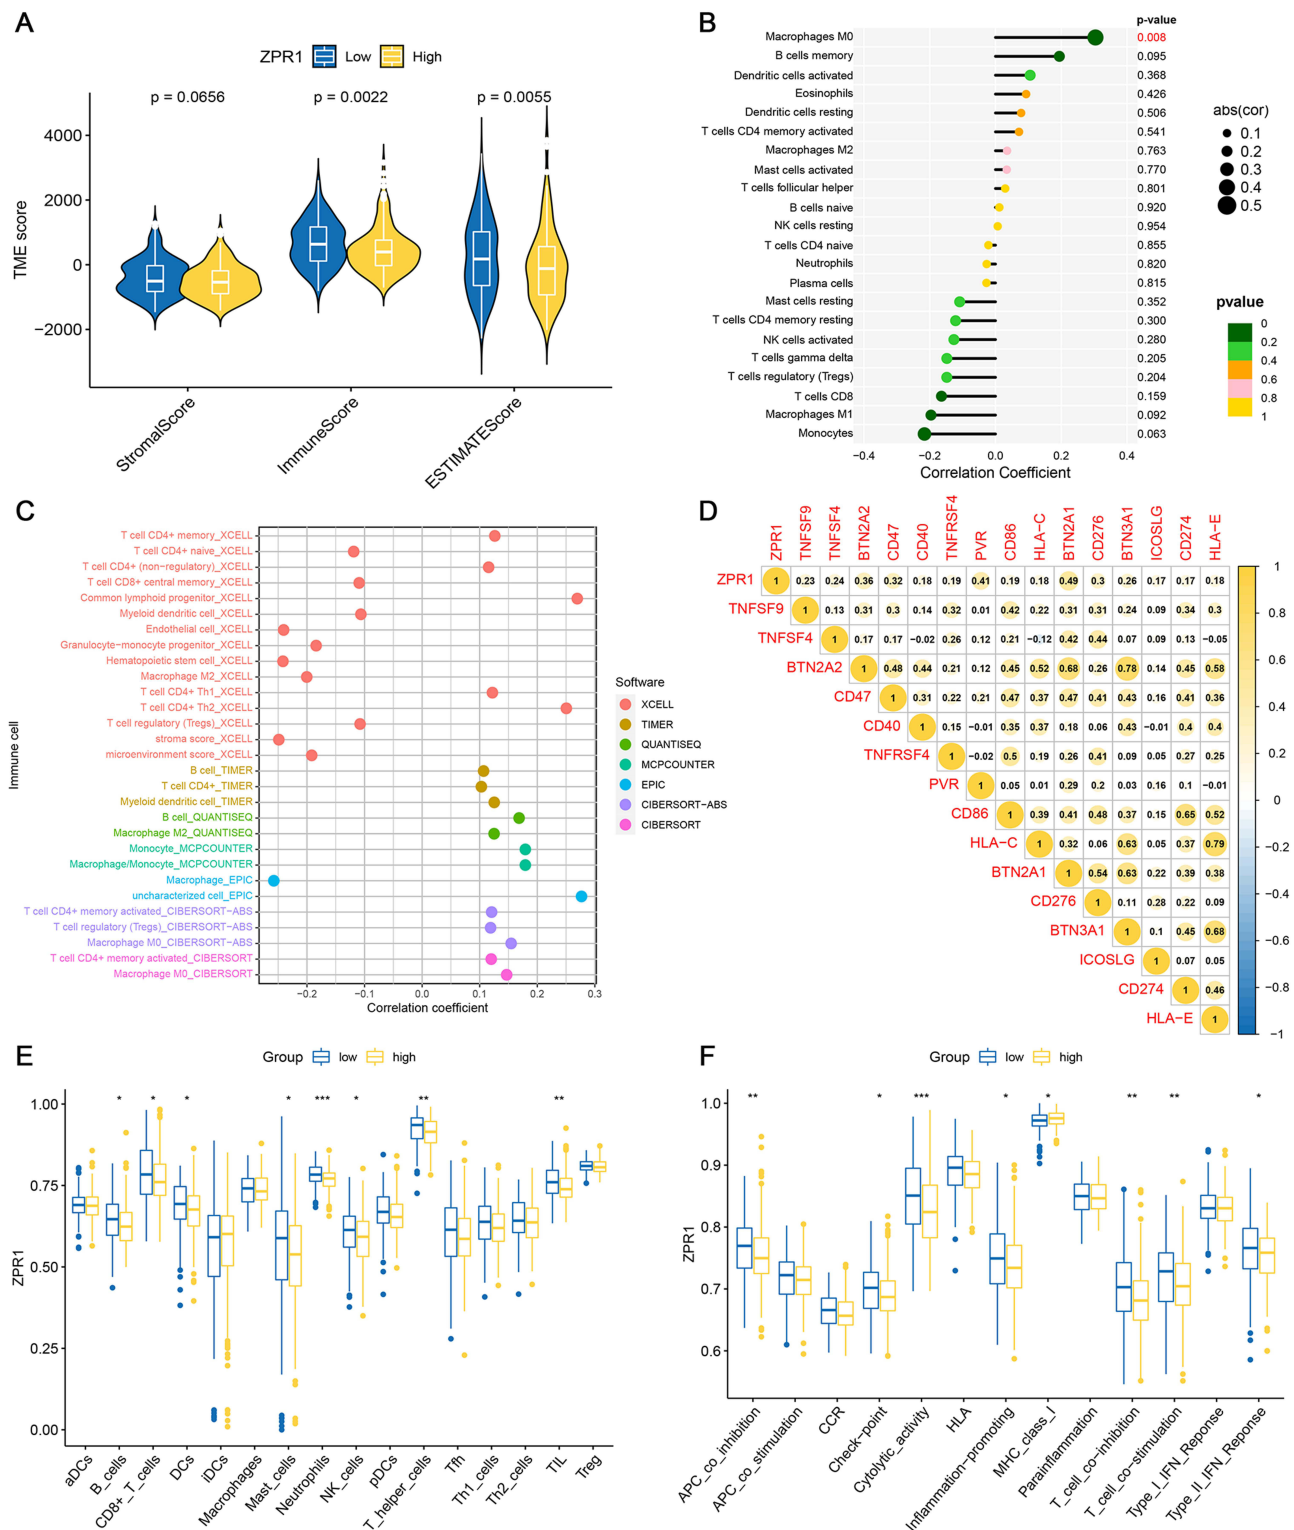 A
ZPR1 Low High
p = 0.0656 p = 0.0022 p = 0.0055
TME score
4000
2000
0
−2000
StromalScore ImmuneScore ESTIMATEScore
B
p-value
Macrophages M0 0.008
B cells memory 0.095
Dendritic cells activated 0.368
Eosinophils 0.426
Dendritic cells resting 0.506
T cells CD4 memory activated 0.541
Macrophages M2 0.763
Mast cells activated 0.770
T cells follicular helper 0.801
B cells naive 0.920
NK cells resting 0.954
T cells CD4 naive 0.855
Neutrophils 0.820
Plasma cells 0.815
Mast cells resting 0.352
T cells CD4 memory resting 0.300
NK cells activated 0.280
T cells gamma delta 0.205
T cells regulatory (Tregs) 0.204
T cells CD8 0.159
Macrophages M1 0.092
Monocytes 0.063
−0.4 −0.2 0.0 0.2 0.4
Correlation Coefficient
abs(cor)
0.1
0.2
0.3
0.4
0.5
pvalue
0
0.2
0.4
0.6
0.8
1
C
Immune cell
T cell CD4+ memory_XCELL
T cell CD4+ naive_XCELL
T cell CD4+ (non-regulatory)_XCELL
T cell CD8+ central memory_XCELL
Common lymphoid progenitor_XCELL
Myeloid dendritic cell_XCELL
Endothelial cell_XCELL
Granulocyte-monocyte progenitor_XCELL
Hematopoietic stem cell_XCELL
Macrophage M2_XCELL
T cell CD4+ Th1_XCELL
T cell CD4+ Th2_XCELL
T cell regulatory (Tregs)_XCELL
stroma score_XCELL
microenvironment score_XCELL
B cell_TIMER
T cell CD4+_TIMER
Myeloid dendritic cell_TIMER
B cell_QUANTISEQ
Macrophage M2_QUANTISEQ
Monocyte_MCPCOUNTER
Macrophage/Monocyte_MCPCOUNTER
Macrophage_EPIC
uncharacterized cell_EPIC
T cell CD4+ memory activated_CIBERSORT−ABS
T cell regulatory (Tregs)_CIBERSORT−ABS
Macrophage M0_CIBERSORT−ABS
T cell CD4+ memory activated_CIBERSORT
Macrophage M0_CIBERSORT
−0.2 −0.1 0.0 0.1 0.2 0.3
Correlation coefficient
Software
XCELL
TIMER
QUANTISEQ
MCPCOUNTER
EPIC
CIBERSORT−ABS
CIBERSORT
D
ZPR1 TNFSF9 TNFSF4 BTN2A2 CD47 CD40 TNFRSF4 PVR CD86 HLA−C BTN2A1 CD276 BTN3A1 ICOSLG CD274 HLA−E
ZPR1 1 0.23 0.24 0.36 0.32 0.18 0.19 0.41 0.19 0.18 0.49 0.3 0.26 0.17 0.17 0.18
TNFSF9 1 0.13 0.31 0.3 0.14 0.32 0.01 0.42 0.22 0.31 0.31 0.24 0.09 0.34 0.3
TNFSF4 1 0.17 0.17 −0.02 0.26 0.12 0.21 −0.12 0.42 0.44 0.07 0.09 0.13 −0.05
BTN2A2 1 0.48 0.44 0.21 0.12 0.45 0.52 0.68 0.26 0.78 0.14 0.45 0.58
CD47 1 0.31 0.22 0.21 0.47 0.37 0.47 0.41 0.43 0.16 0.41 0.36
CD40 1 0.15 −0.01 0.35 0.37 0.18 0.06 0.43 −0.01 0.4 0.4
TNFRSF4 1 −0.02 0.5 0.19 0.26 0.41 0.09 0.05 0.27 0.25
PVR 1 0.05 0.01 0.29 0.2 0.03 0.16 0.1 −0.01
CD86 1 0.39 0.41 0.48 0.37 0.15 0.65 0.52
HLA−C 1 0.32 0.06 0.63 0.05 0.37 0.79
BTN2A1 1 0.54 0.63 0.22 0.39 0.38
CD276 1 0.11 0.28 0.22 0.09
BTN3A1 1 0.1 0.45 0.68
ICOSLG 1 0.07 0.05
CD274 1 0.46
HLA−E 1
1
0.8
0.6
0.4
0.2
0
−0.2
−0.4
−0.6
−0.8
−1
E
Group low high
* * * * *** * ** **
ZPR1
1.00
0.75
0.50
0.25
0.00
aDCs B_cells CD8+_T_cells DCs iDCs Macrophages Mast_cells Neutrophils NK_cells pDCs T_helper_cells Tfh Th1_cells Th2_cells TIL Treg
F
Group low high
** * *** * * ** ** *
ZPR1
1.0
0.9
0.8
0.7
0.6
APC_co_inhibition APC_co_stimulation CCR Check−point Cytolytic_activity HLA Inflammation−promoting MHC_class_I Parainflammation T_cell_co−inhibition T_cell_co−stimulation Type_I_IFN_Reponse Type_II_IFN_Reponse